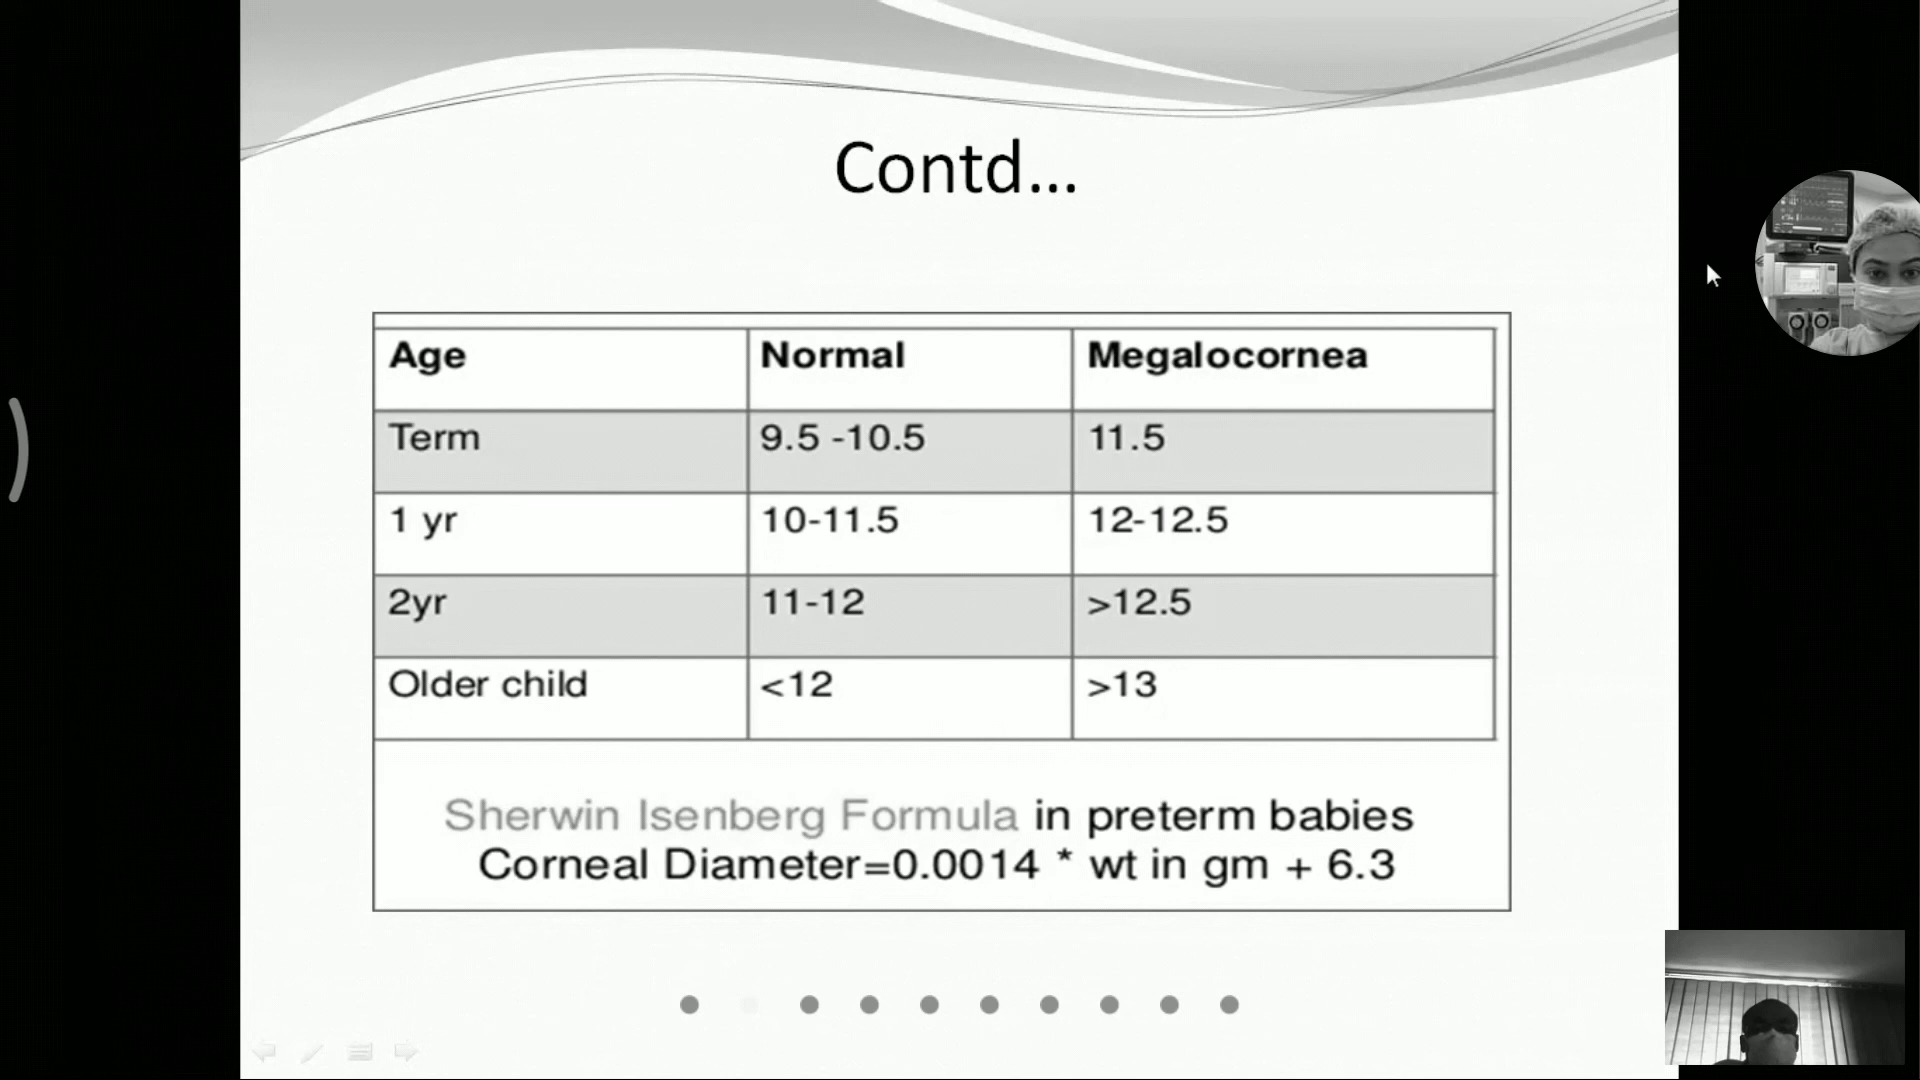 Contd...
Age Normal Megalocornea
Term 9.5 -10.5 11.5
1 yr 10-11.5 12-12.5
2yr 11-12 >12.5
Older child <12 >13
Sherwin Isenberg Formula in preterm babies
Corneal Diameter=0.0014 * wt in gm + 6.3